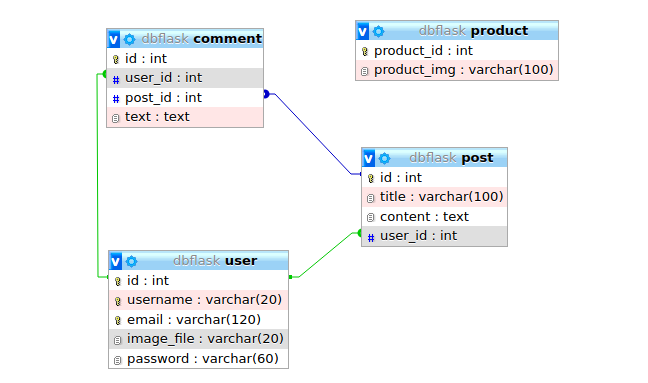 v dbflask comment
id : int
# user_id : int
# post_id : int
text : text
v dbflask product
product_id : int
product_img : varchar(100)
v dbflask post
id : int
title : varchar(100)
content : text
# user_id : int
v dbflask user
id : int
username : varchar(20)
email : varchar(120)
image_file : varchar(20)
password : varchar(60)